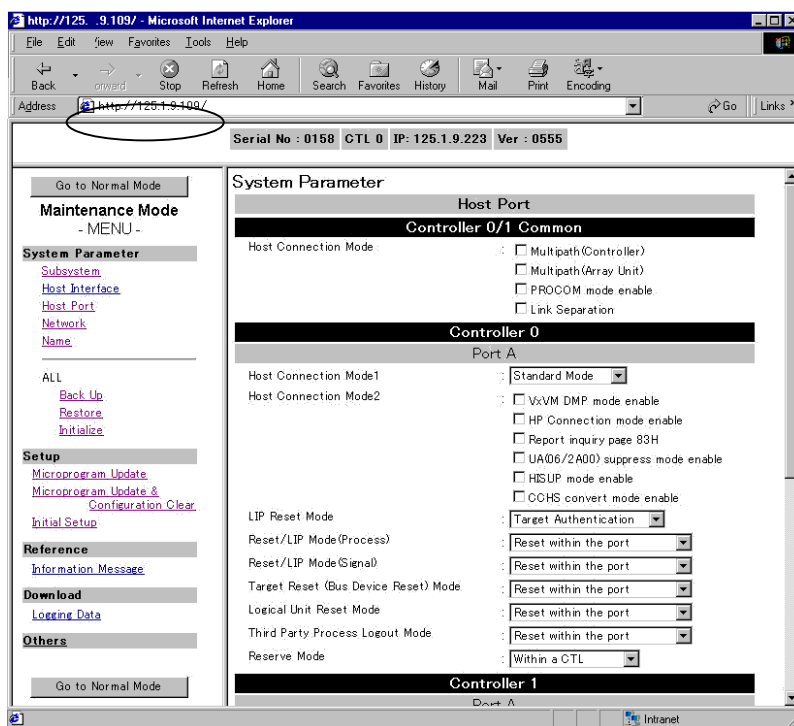 http://125. .9.109/ - Microsoft Internet Explorer
File Edit View Favorites Tools Help
Back Forward Stop Refresh Home Search Favorites History Mail Print Encoding
Address http://125.1.9.109/ Go Links
Serial No : 0158 CTL 0 IP: 125.1.9.223 Ver : 0555
Go to Normal Mode
Maintenance Mode
- MENU -
System Parameter
Subsystem
Host Interface
Host Port
Network
Name
ALL
Back Up
Restore
Initialize
Setup
Microprogram Update
Microprogram Update &
Configuration Clear
Initial Setup
Reference
Information Message
Download
Logging Data
Others
Go to Normal Mode
System Parameter
Host Port
Controller 0/1 Common
Host Connection Mode : Multipath(Controller)
Multipath(Array Unit)
PROCOM mode enable
Link Separation
Controller 0
Port A
Host Connection Mode1 : Standard Mode
Host Connection Mode2 : VxVM DMP mode enable
HP Connection mode enable
Report inquiry page 83H
UA(06/2A00) suppress mode enable
HISUP mode enable
CCHS convert mode enable
LIP Reset Mode : Target Authentication
Reset/LIP Mode(Process) : Reset within the port
Reset/LIP Mode(Signal) : Reset within the port
Target Reset (Bus Device Reset) Mode : Reset within the port
Logical Unit Reset Mode : Reset within the port
Third Party Process Logout Mode : Reset within the port
Reserve Mode : Within a CTL
Controller 1
Port A
Intranet